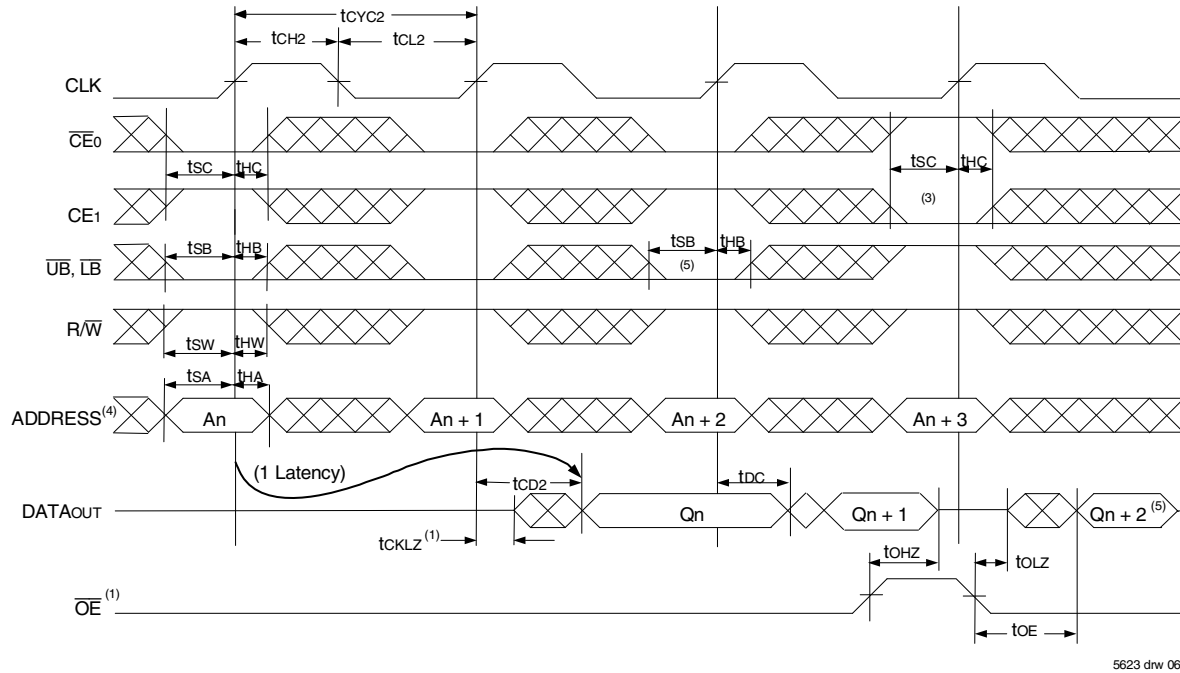 tCYC2
tCH2 tCL2
CLK
CE0
tSC tHC tSC tHC
CE1 (3)
tSB tHB tSB tHB
UB, LB (5)
R/W
tSW tHW
tSA tHA
ADDRESS(4) An An + 1 An + 2 An + 3
(1 Latency) tCD2 tDC
DATAOUT Qn Qn + 1 Qn + 2 (5)
tCKLZ(1)
tOHZ tOLZ
OE (1)
tOE
5623 drw 06